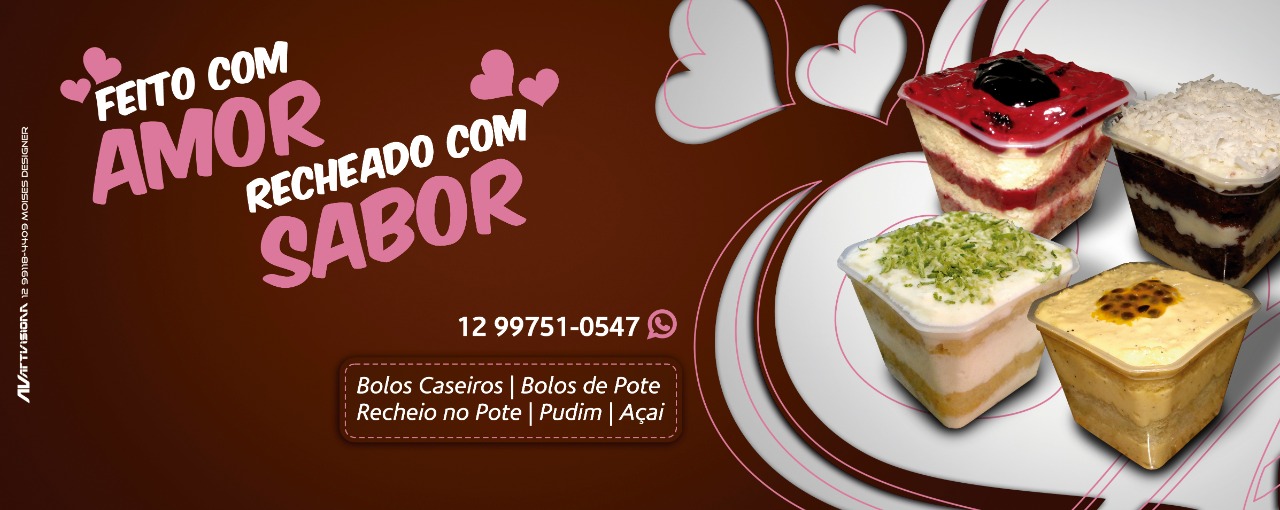 FEITO COM
AMOR
RECHEADO COM
SABOR
12 99751-0547
Bolos Caseiros | Bolos de Pote
Recheio no Pote | Pudim | Açai
ARTVISIONA 12 99118-4409 MOISES DESIGNER